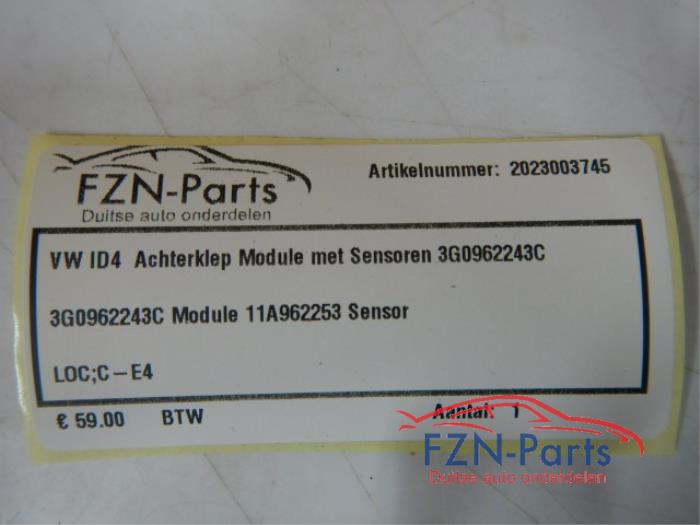 FZN-Parts
Duitse auto onderdelen
Artikelnummer: 2023003745
VW ID4 Achterklep Module met Sensoren 3G0962243C
3G0962243C Module 11A962253 Sensor
LOC;C-E4
€ 59.00 BTW Aantal: 1
FZN-Parts
Duitse auto onderdelen